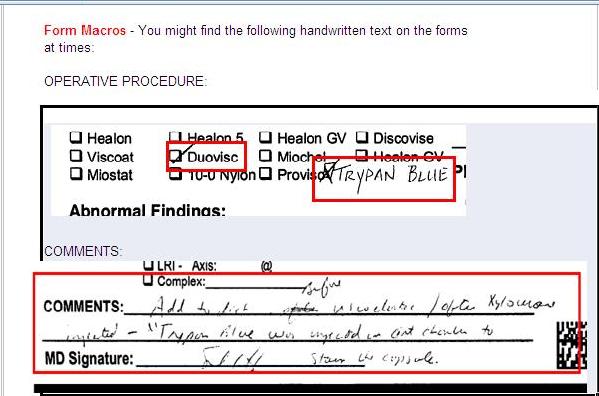 Form Macros - You might find the following handwritten text on the forms
at times:
OPERATIVE PROCEDURE:
Healon Healon 5 Healon GV Discovise
Viscoat Duovisc Miochol Healon GV
Miostat 10-0 Nylon Provisc TRYPAN BLUE
Abnormal Findings:
COMMENTS:
LRI - Axis: @
Complex: before
COMMENTS: Add to dict viscoelastic / after Xylocaine
injected - "Trypan Blue was injected in ant chamber to
MD Signature: stain the capsule.